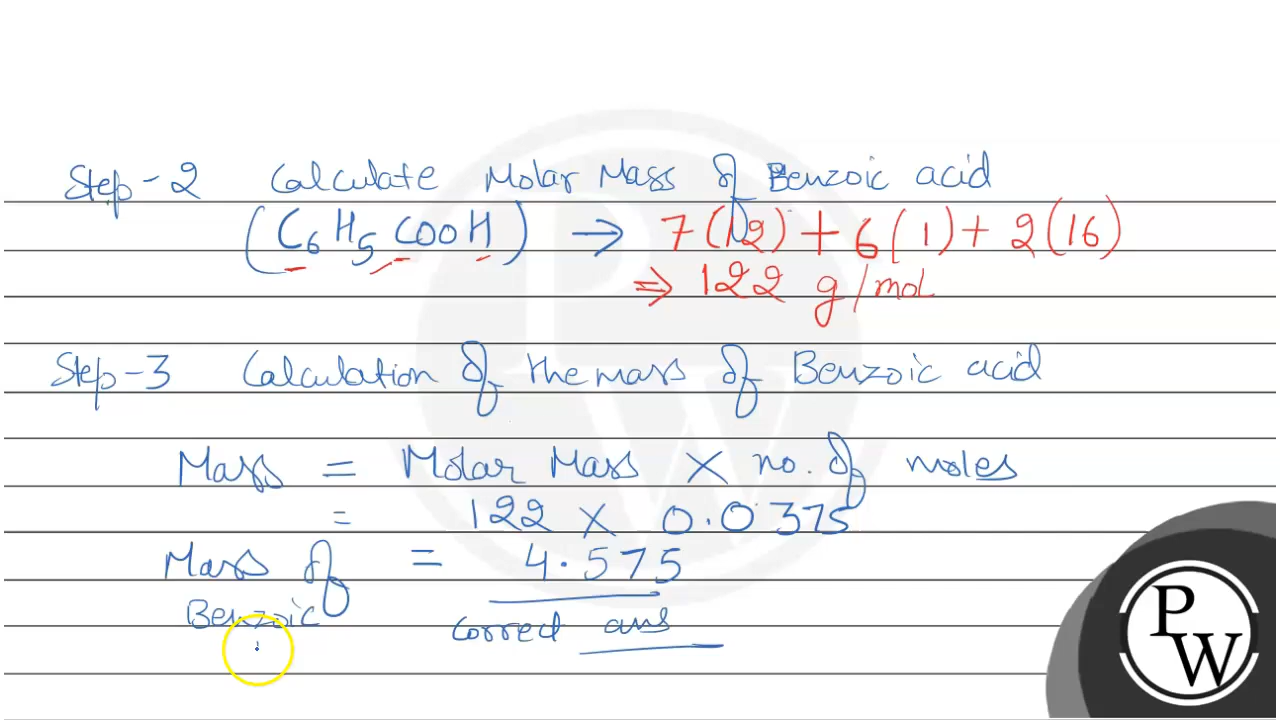 Step-2 Calculate Molar Mass of Benzoic acid
(C6H5COOH) → 7(12)+6(1)+2(16)
⇒ 122 g/mol
Step-3 Calculation of the mass of Benzoic acid
Mass = Molar Mass × no. of moles
= 122 × 0.0375
Mass of = 4.575
Benzoic correct ans
PW